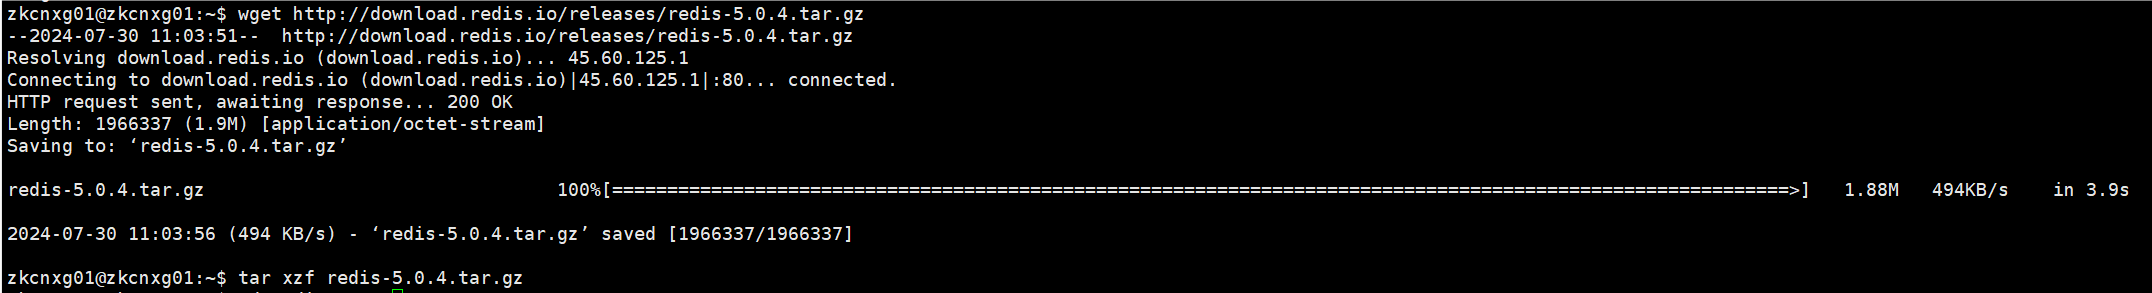 zkcnxg01@zkcnxg01:~$ wget http://download.redis.io/releases/redis-5.0.4.tar.gz
--2024-07-30 11:03:51--  http://download.redis.io/releases/redis-5.0.4.tar.gz
Resolving download.redis.io (download.redis.io)... 45.60.125.1
Connecting to download.redis.io (download.redis.io)|45.60.125.1|:80... connected.
HTTP request sent, awaiting response... 200 OK
Length: 1966337 (1.9M) [application/octet-stream]
Saving to: ‘redis-5.0.4.tar.gz’
redis-5.0.4.tar.gz 100%[===========================================================================================================>] 1.88M 494KB/s in 3.9s
2024-07-30 11:03:56 (494 KB/s) - ‘redis-5.0.4.tar.gz’ saved [1966337/1966337]
zkcnxg01@zkcnxg01:~$ tar xzf redis-5.0.4.tar.gz